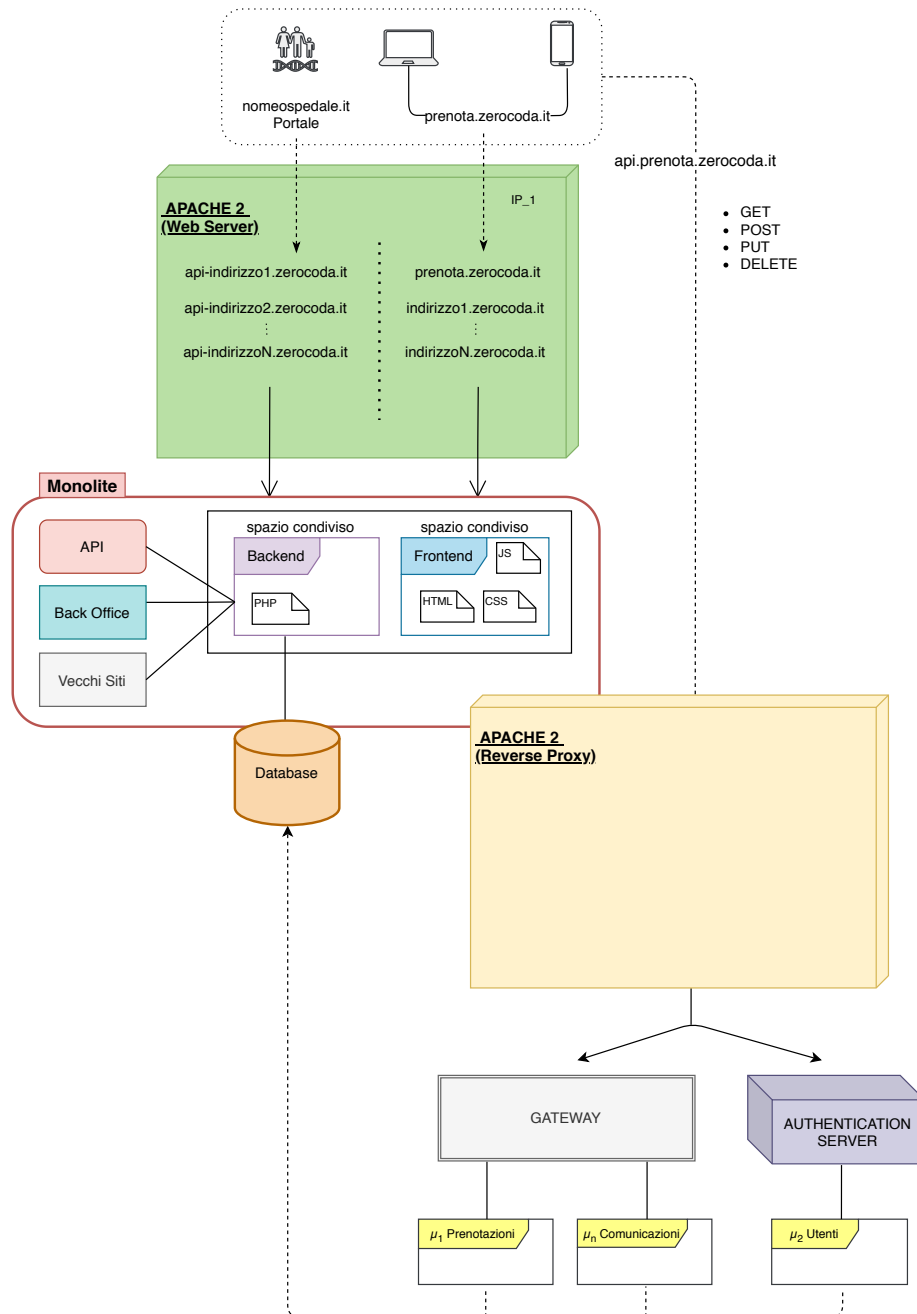 nomeospedale.it
Portale
prenota.zerocoda.it
api.prenota.zerocoda.it
• GET
• POST
• PUT
• DELETE
APACHE 2
(Web Server)
IP_1
api-indirizzo1.zerocoda.it
prenota.zerocoda.it
api-indirizzo2.zerocoda.it
indirizzo1.zerocoda.it
api-indirizzoN.zerocoda.it
indirizzoN.zerocoda.it
Monolite
API
Back Office
Vecchi Siti
spazio condiviso
Backend
PHP
spazio condiviso
Frontend
JS
HTML
CSS
Database
APACHE 2
(Reverse Proxy)
GATEWAY
AUTHENTICATION
SERVER
μ1 Prenotazioni
μn Comunicazioni
μ2 Utenti